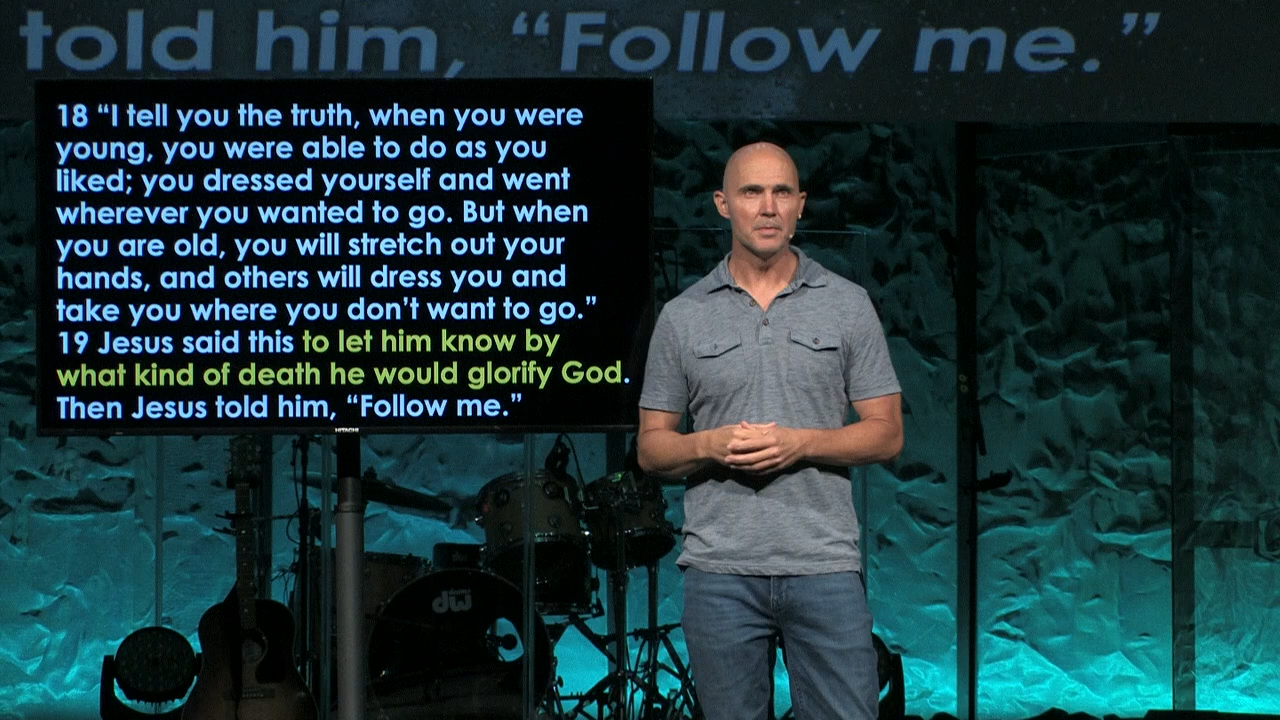 told him, “Follow me.”
18 “I tell you the truth, when you were
young, you were able to do as you
liked; you dressed yourself and went
wherever you wanted to go. But when
you are old, you will stretch out your
hands, and others will dress you and
take you where you don’t want to go.”
19 Jesus said this to let him know by
what kind of death he would glorify God.
Then Jesus told him, “Follow me.”
HITACHI
dw